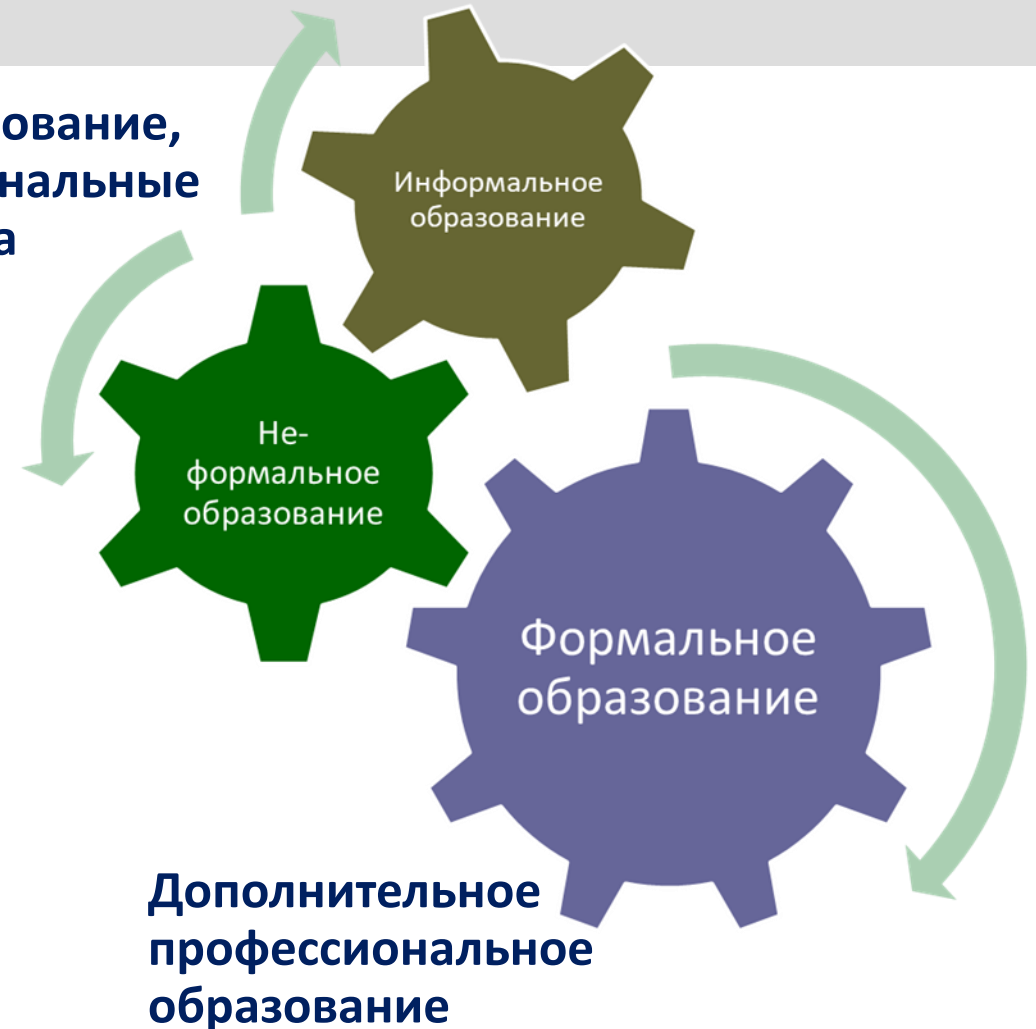 ование,
нальные
а
Информальное
образование
Не-
формальное
образование
Формальное
образование
Дополнительное
профессиональное
образование